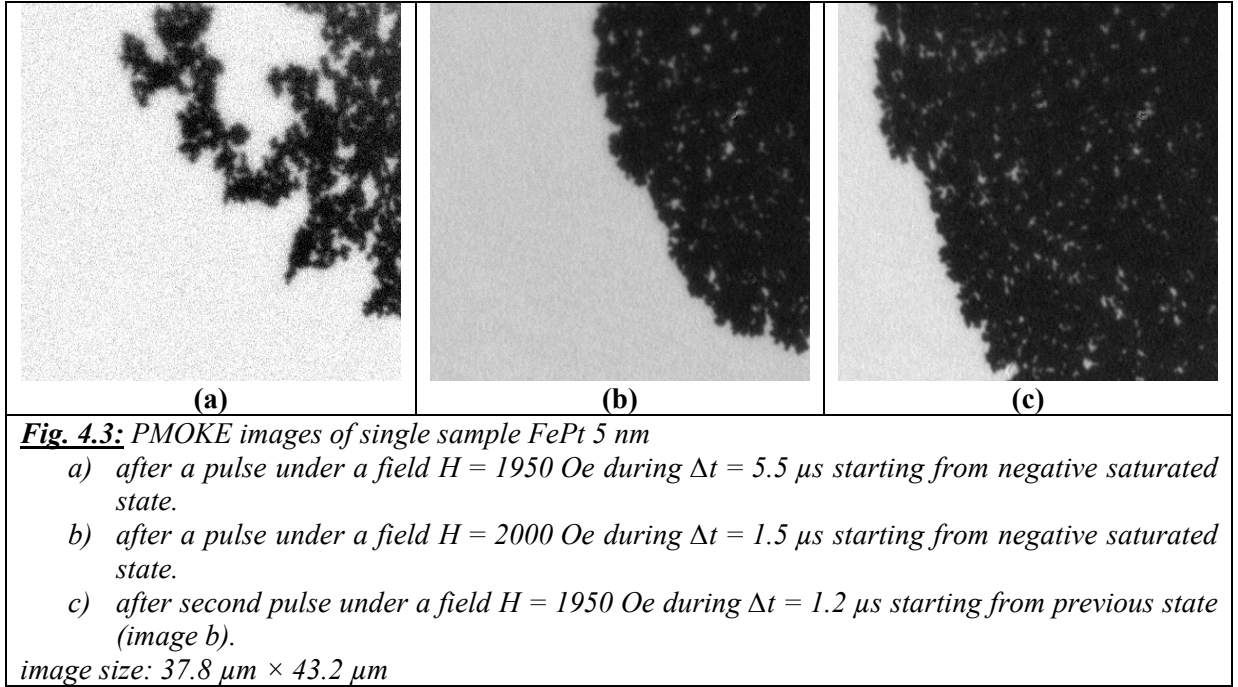 (a) (b) (c)
Fig. 4.3: PMOKE images of single sample FePt 5 nm
a) after a pulse under a field H = 1950 Oe during Δt = 5.5 μs starting from negative saturated
state.
b) after a pulse under a field H = 2000 Oe during Δt = 1.5 μs starting from negative saturated
state.
c) after second pulse under a field H = 1950 Oe during Δt = 1.2 μs starting from previous state
(image b).
image size: 37.8 μm × 43.2 μm